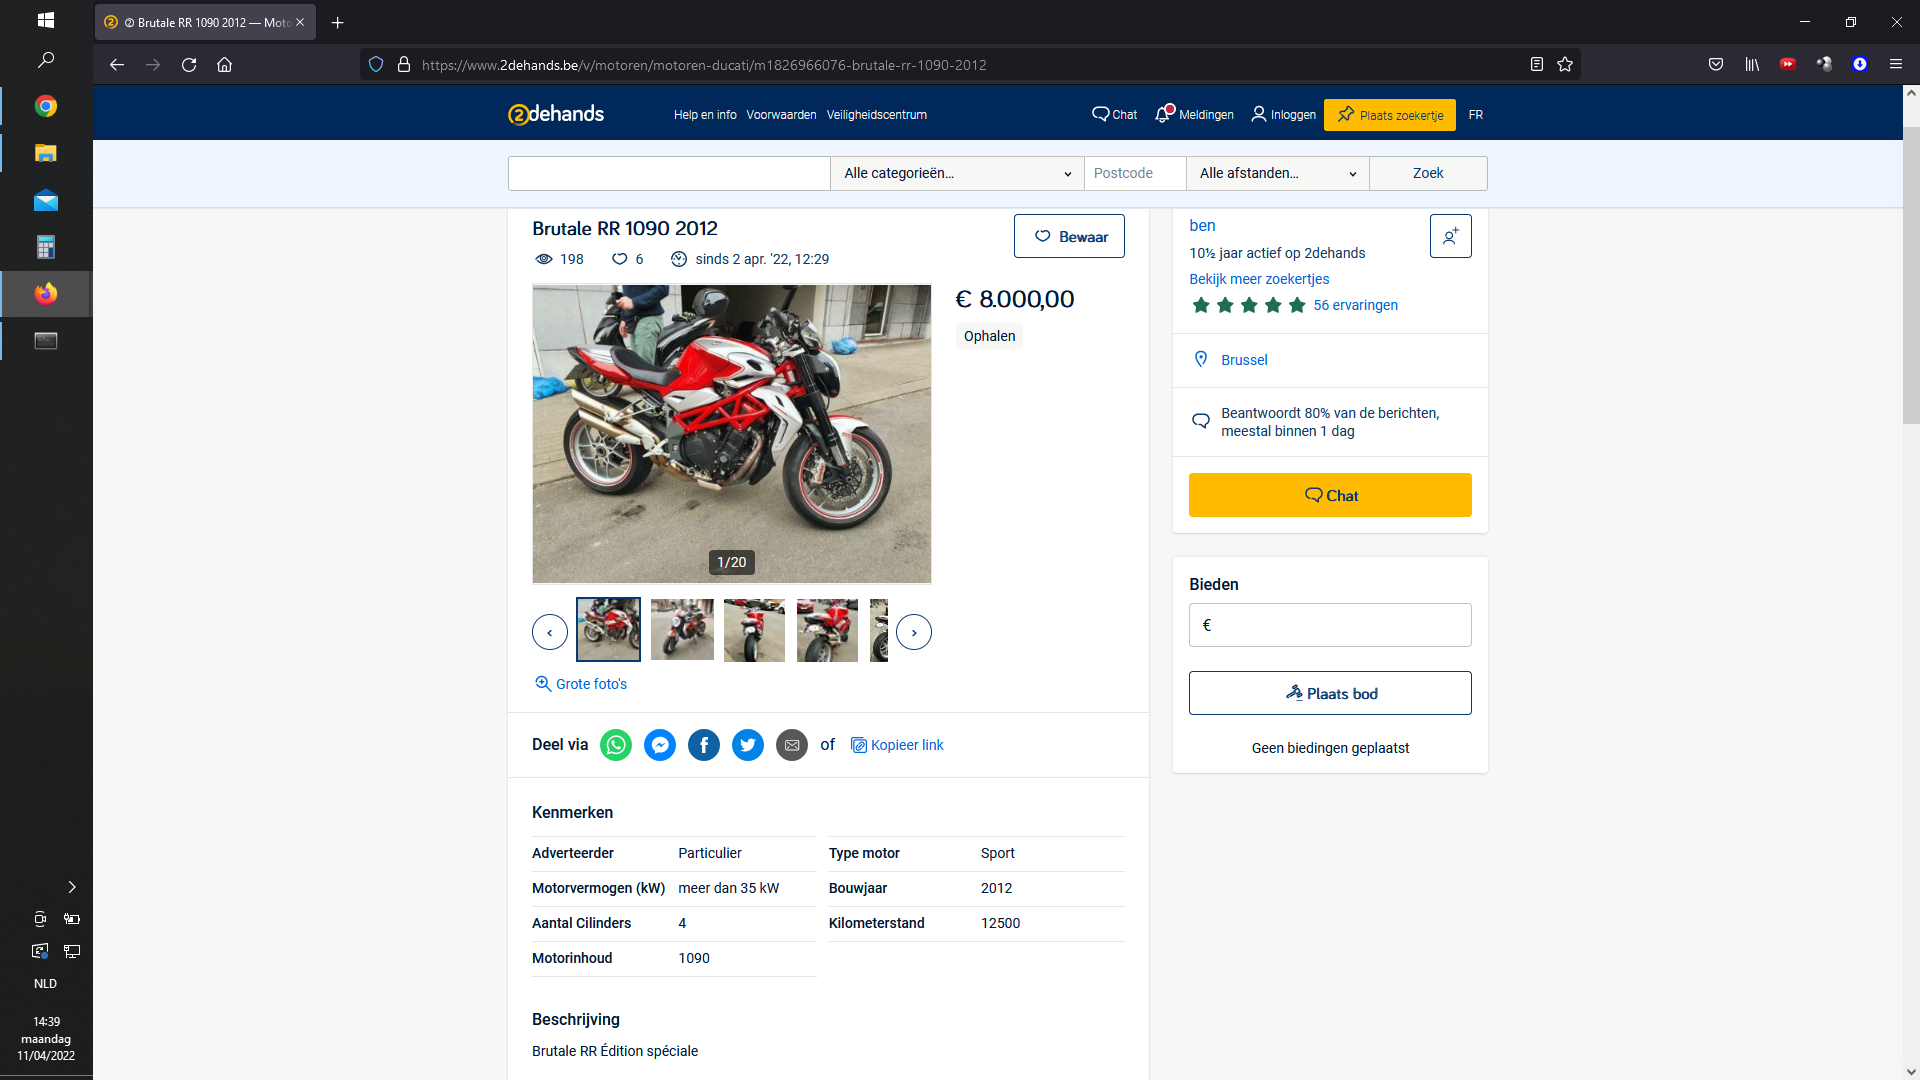 ② Brutale RR 1090 2012 — Moto
https://www.2dehands.be/v/motoren/motoren-ducati/m1826966076-brutale-rr-1090-2012
2dehands
Help en info
Voorwaarden
Veiligheidscentrum
Chat
Meldingen
Inloggen
Plaats zoekertje
FR
Alle categorieën...
Postcode
Alle afstanden...
Zoek
Brutale RR 1090 2012
198
6
sinds 2 apr. '22, 12:29
Bewaar
€ 8.000,00
Ophalen
1/20
Grote foto's
Deel via
of
Kopieer link
Kenmerken
Adverteerder Particulier
Type motor Sport
Motorvermogen (kW) meer dan 35 kW
Bouwjaar 2012
Aantal Cilinders 4
Kilometerstand 12500
Motorinhoud 1090
Beschrijving
Brutale RR Édition spéciale
ben
10½ jaar actief op 2dehands
Bekijk meer zoekertjes
56 ervaringen
Brussel
Beantwoordt 80% van de berichten,
meestal binnen 1 dag
Chat
Bieden
€
Plaats bod
Geen biedingen geplaatst
NLD
14:39
maandag
11/04/2022